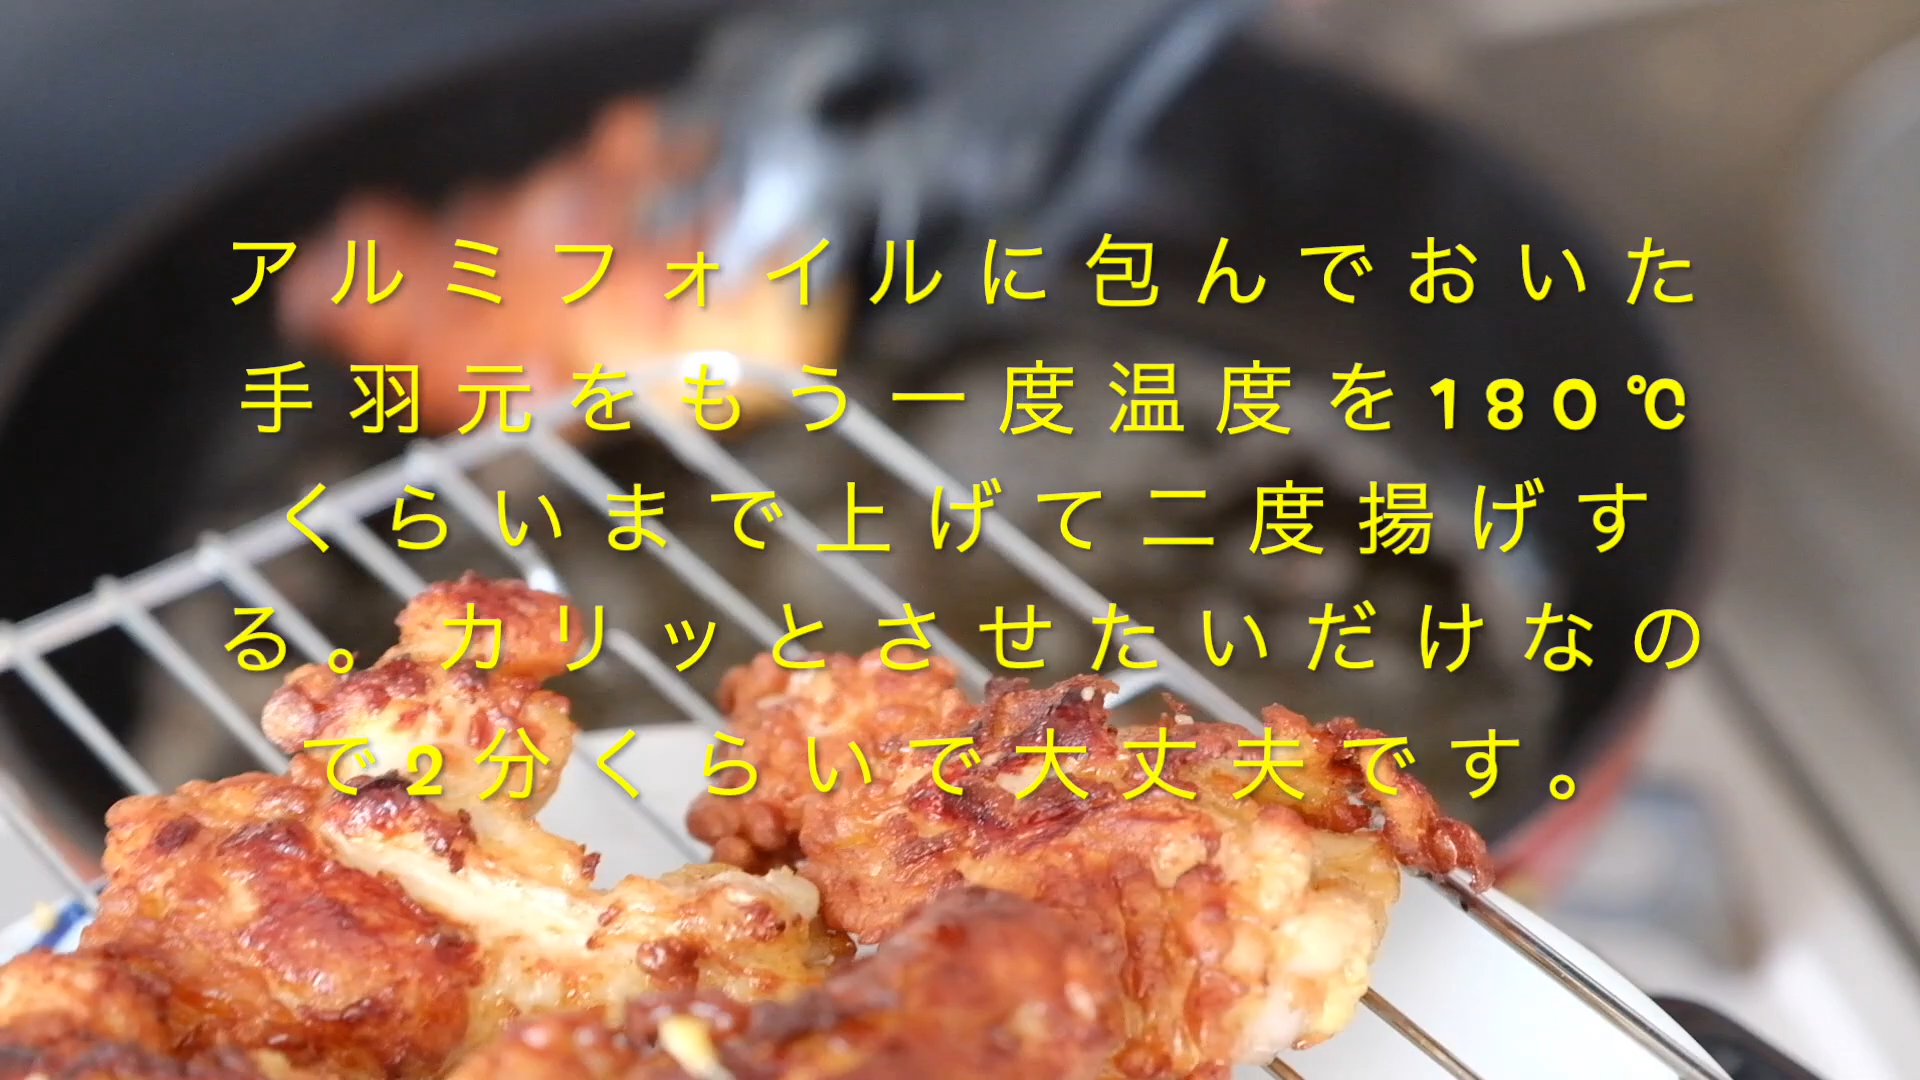 アルミフォイルに包んでおいた
手羽元をもう一度温度を180℃
くらいまで上げて二度揚げす
る。カリッとさせたいだけなの
で2分くらいで大丈夫です。